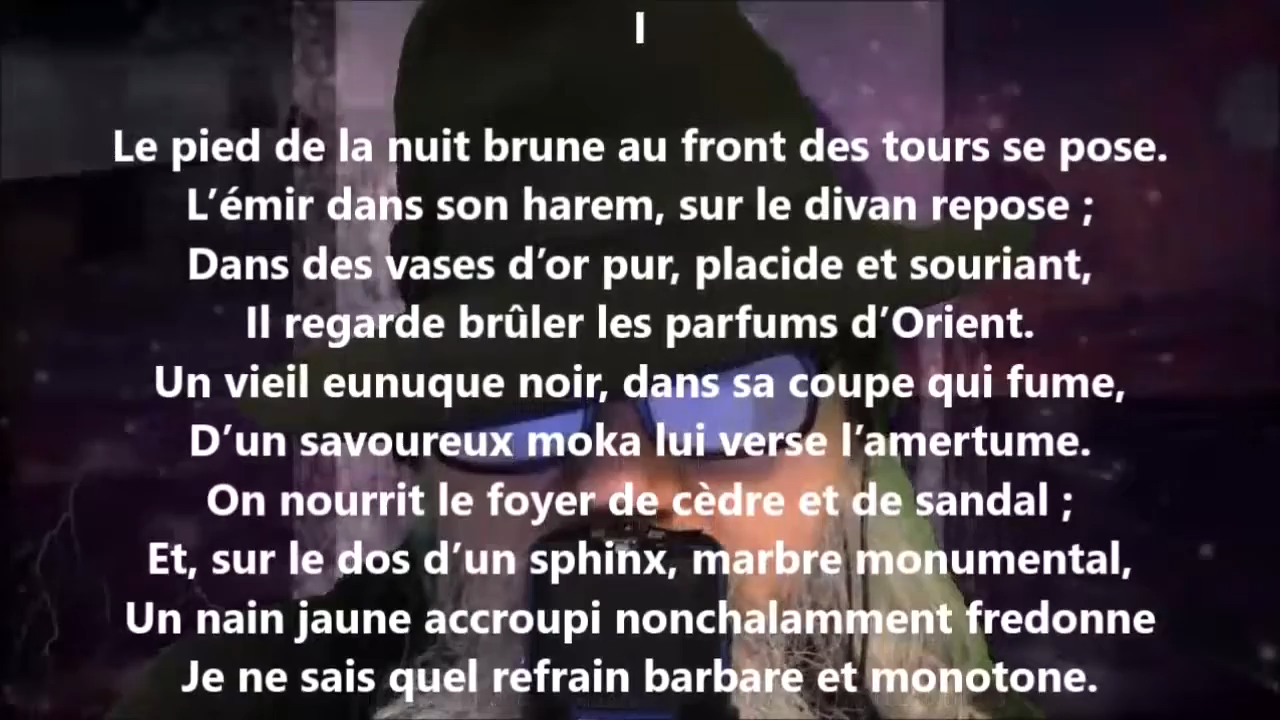 I
Le pied de la nuit brune au front des tours se pose.
L’émir dans son harem, sur le divan repose ;
Dans des vases d’or pur, placide et souriant,
Il regarde brûler les parfums d’Orient.
Un vieil eunuque noir, dans sa coupe qui fume,
D’un savoureux moka lui verse l’amertume.
On nourrit le foyer de cèdre et de sandal ;
Et, sur le dos d’un sphinx, marbre monumental,
Un nain jaune accroupi nonchalamment fredonne
Je ne sais quel refrain barbare et monotone.